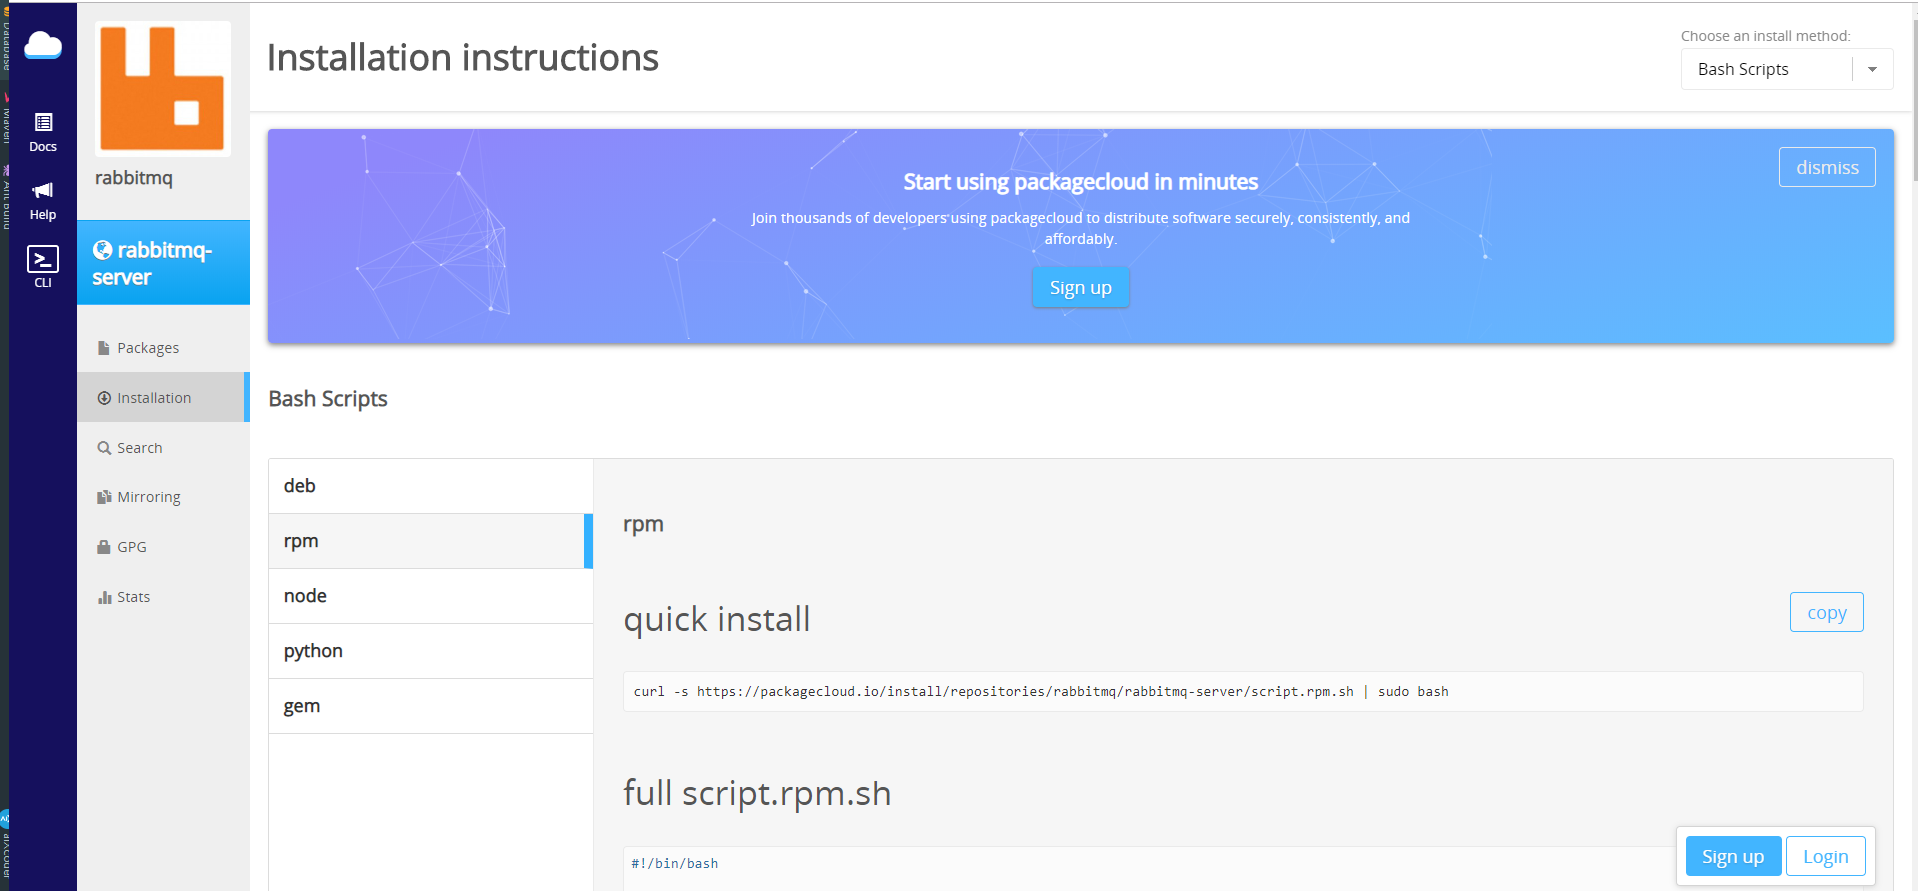 Docs
Help
CLI
rabbitmq
rabbitmq-
server
Packages
Installation
Search
Mirroring
GPG
Stats
Installation instructions
Choose an install method:
Bash Scripts
dismiss
Start using packagecloud in minutes
Join thousands of developers using packagecloud to distribute software securely, consistently, and
affordably.
Sign up
Bash Scripts
deb
rpm
node
python
gem
rpm
quick install
copy
curl -s https://packagecloud.io/install/repositories/rabbitmq/rabbitmq-server/script.rpm.sh | sudo bash
full script.rpm.sh
#!/bin/bash
Sign up
Login